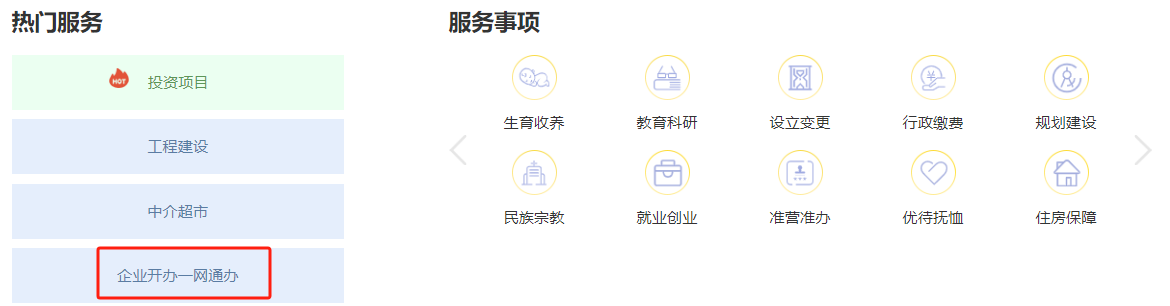 热门服务
HOT 投资项目
工程建设
中介超市
企业开办一网通办
服务事项
生育收养 教育科研 设立变更 行政缴费 规划建设
民族宗教 就业创业 准营准办 优待抚恤 住房保障